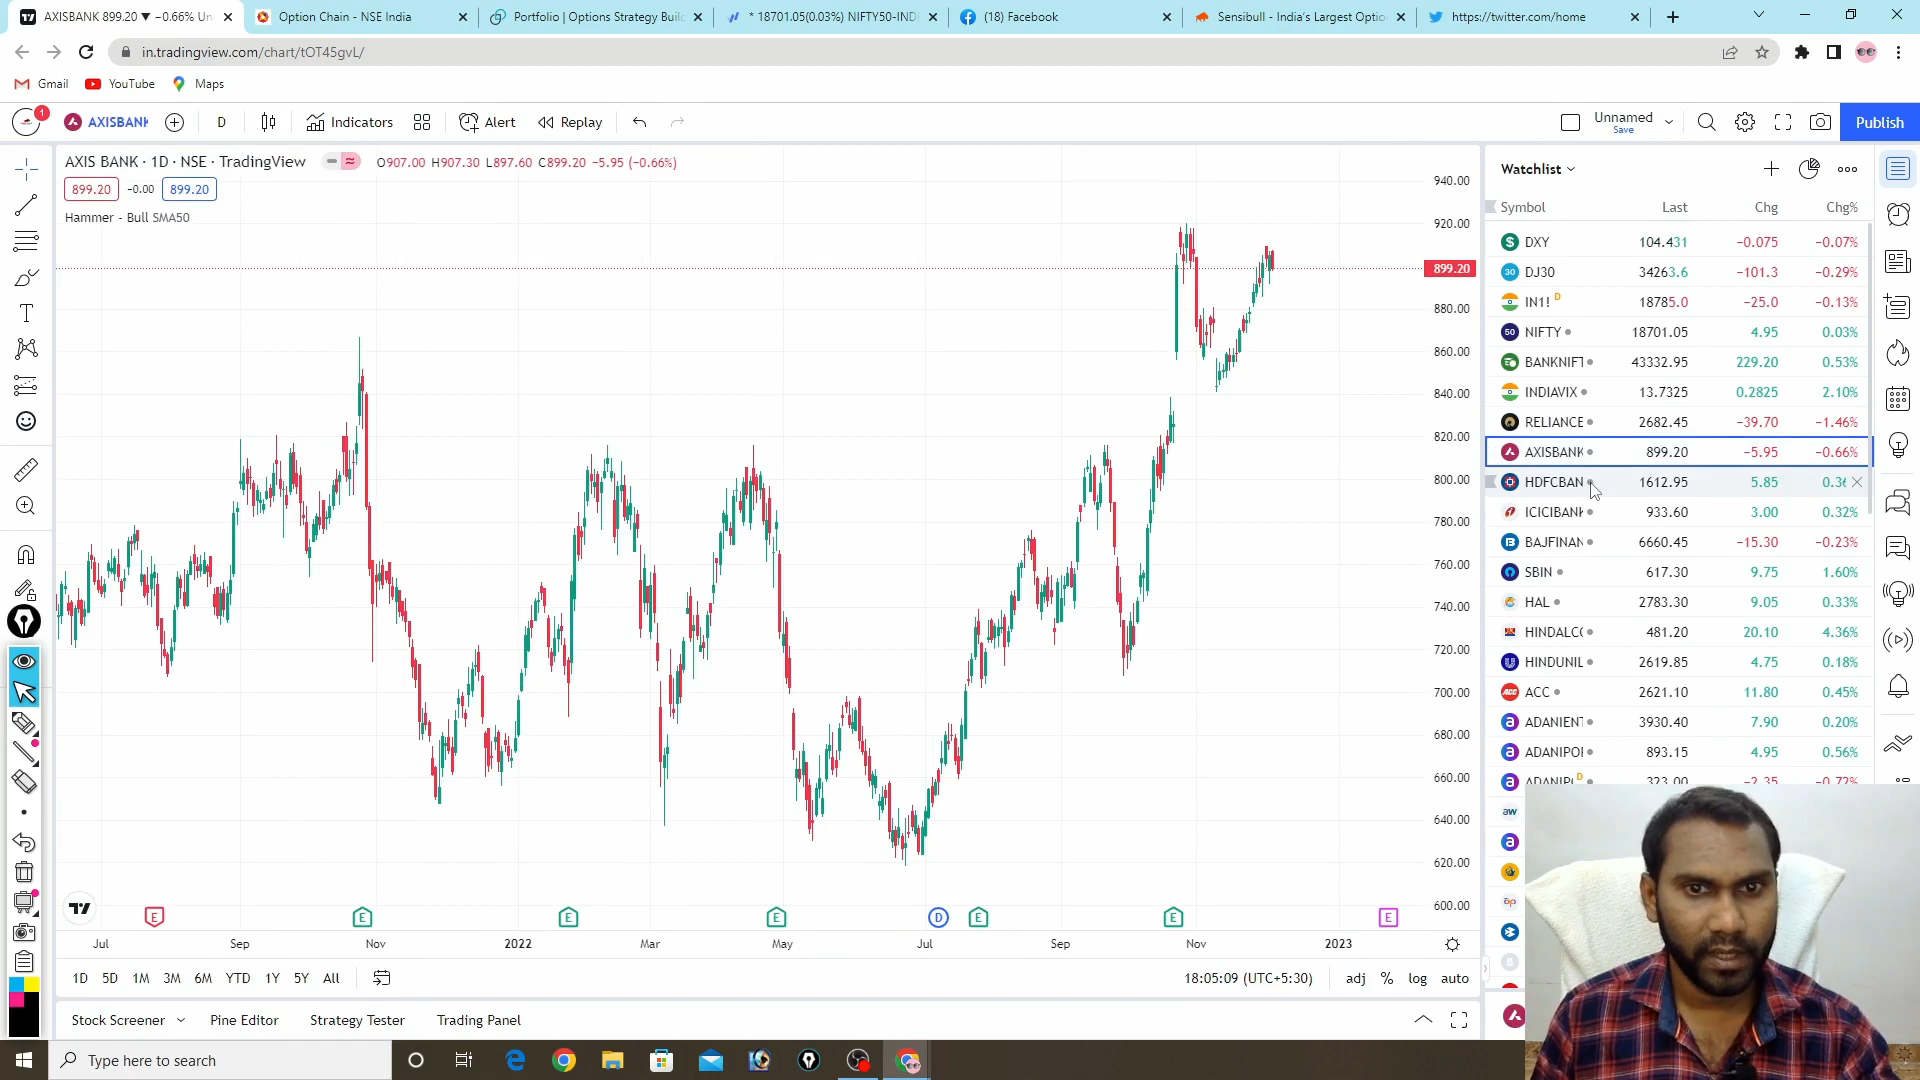 AXISBANK 899.20 ▼ −0.66% Un
Option Chain - NSE India
Portfolio | Options Strategy Buil
* 18701.05(0.03%) NIFTY50-IND
(18) Facebook
Sensibull - India's Largest Optio
https://twitter.com/home
in.tradingview.com/chart/tOT45gvL/
Gmail
YouTube
Maps
1
AXISBANK
D
Indicators
Alert
Replay
Unnamed
Save
Publish
AXIS BANK · 1D · NSE · TradingView
O907.00 H907.30 L897.60 C899.20 −5.95 (−0.66%)
899.20
-0.00
899.20
Hammer - Bull SMA50
940.00
920.00
899.20
880.00
860.00
840.00
820.00
800.00
780.00
760.00
740.00
720.00
700.00
680.00
660.00
640.00
620.00
600.00
E
E
E
E
D
E
E
E
Jul
Sep
Nov
2022
Mar
May
Jul
Sep
Nov
2023
1D
5D
1M
3M
6M
YTD
1Y
5Y
All
18:05:09 (UTC+5:30)
adj
%
log
auto
Stock Screener
Pine Editor
Strategy Tester
Trading Panel
Watchlist
Symbol Last Chg Chg%
DXY 104.431 −0.075 −0.07%
DJ30 34263.6 −101.3 −0.29%
IN1! D 18785.0 −25.0 −0.13%
NIFTY 18701.05 4.95 0.03%
BANKNIFT 43332.95 229.20 0.53%
INDIAVIX 13.7325 0.2825 2.10%
RELIANCE 2682.45 −39.70 −1.46%
AXISBANK 899.20 −5.95 −0.66%
HDFCBAN 1612.95 5.85 0.36
ICICIBANK 933.60 3.00 0.32%
BAJFINAN 6660.45 −15.30 −0.23%
SBIN 617.30 9.75 1.60%
HAL 2783.30 9.05 0.33%
HINDALCO 481.20 20.10 4.36%
HINDUNIL 2619.85 4.75 0.18%
ACC 2621.10 11.80 0.45%
ADANIENT 3930.40 7.90 0.20%
ADANIPOI 893.15 4.95 0.56%
323.00 −2.35 −0.72%
Type here to search